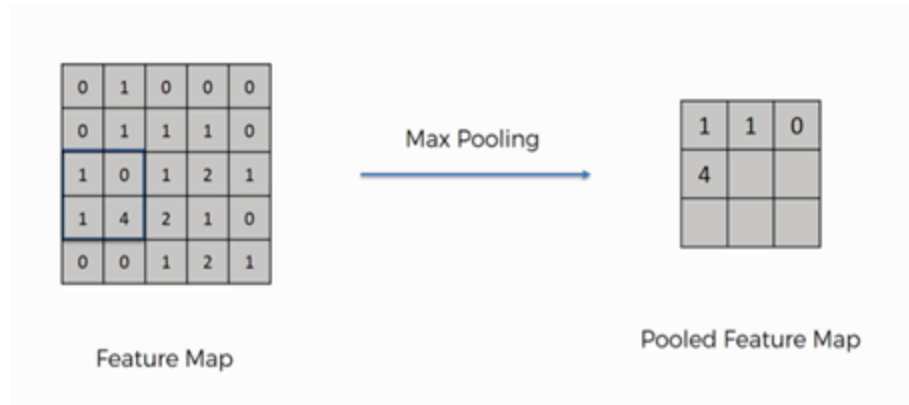 0 1 0 0 0
0 1 1 1 0
1 0 1 2 1
1 4 2 1 0
0 0 1 2 1
Feature Map
Max Pooling
1 1 0
4
Pooled Feature Map